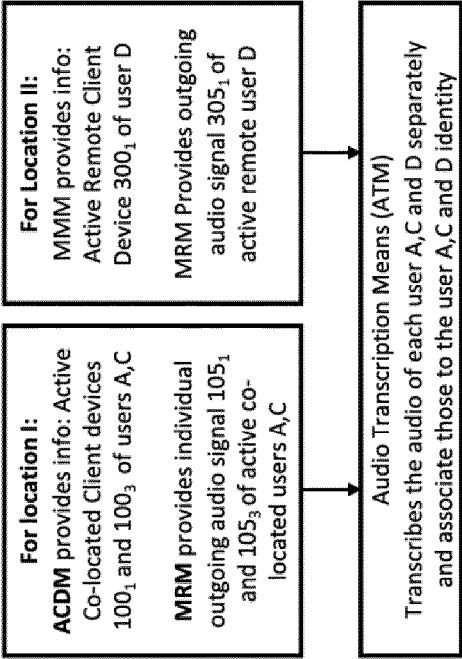 For location I:
ACDM provides info: Active
Co-located Client devices
100₁ and 100₃ of users A,C
MRM provides individual
outgoing audio signal 105₁
and 105₃ of active co-
located users A,C
For Location II:
MMM provides info:
Active Remote Client
Device 300₁ of user D
MRM Provides outgoing
audio signal 305₁ of
active remote user D
Audio Transcription Means (ATM)
Transcribes the audio of each user A,C and D separately
and associate those to the user A,C and D identity